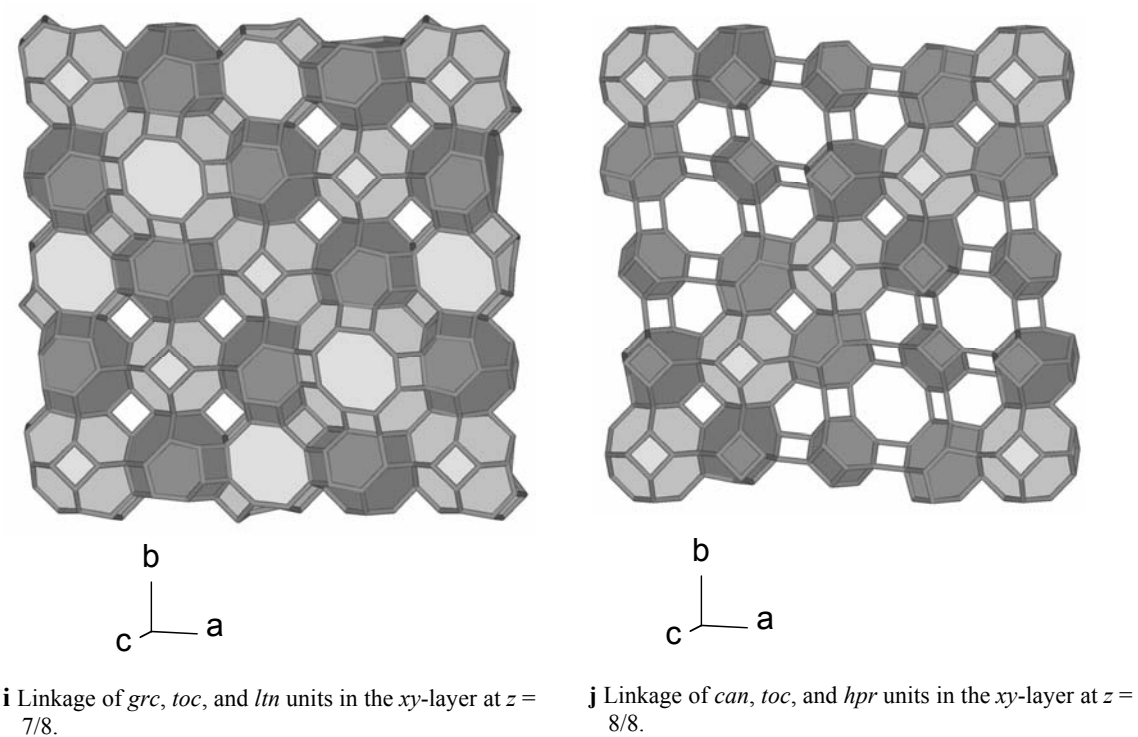 b
c a
b
c a
i Linkage of grc, toc, and ltn units in the xy-layer at z =
7/8.
j Linkage of can, toc, and hpr units in the xy-layer at z =
8/8.